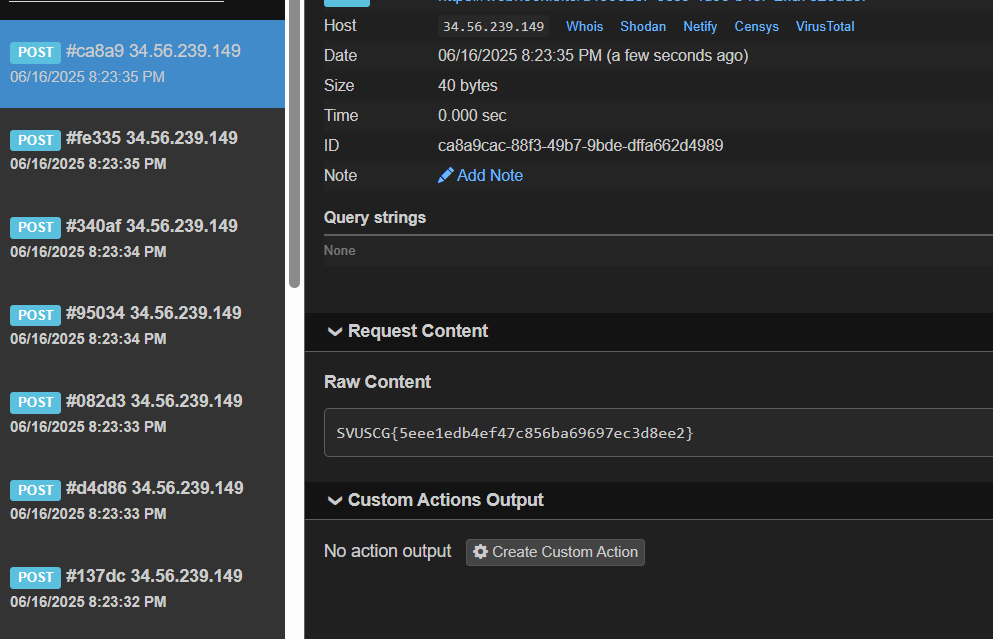 POST #ca8a9 34.56.239.149
06/16/2025 8:23:35 PM
POST #fe335 34.56.239.149
06/16/2025 8:23:35 PM
POST #340af 34.56.239.149
06/16/2025 8:23:34 PM
POST #95034 34.56.239.149
06/16/2025 8:23:34 PM
POST #082d3 34.56.239.149
06/16/2025 8:23:33 PM
POST #d4d86 34.56.239.149
06/16/2025 8:23:33 PM
POST #137dc 34.56.239.149
06/16/2025 8:23:32 PM
Host 34.56.239.149 Whois Shodan Netify Censys VirusTotal
Date 06/16/2025 8:23:35 PM (a few seconds ago)
Size 40 bytes
Time 0.000 sec
ID ca8a9cac-88f3-49b7-9bde-dffa662d4989
Note Add Note
Query strings
None
Request Content
Raw Content
SVUSCG{5eee1edb4ef47c856ba69697ec3d8ee2}
Custom Actions Output
No action output Create Custom Action